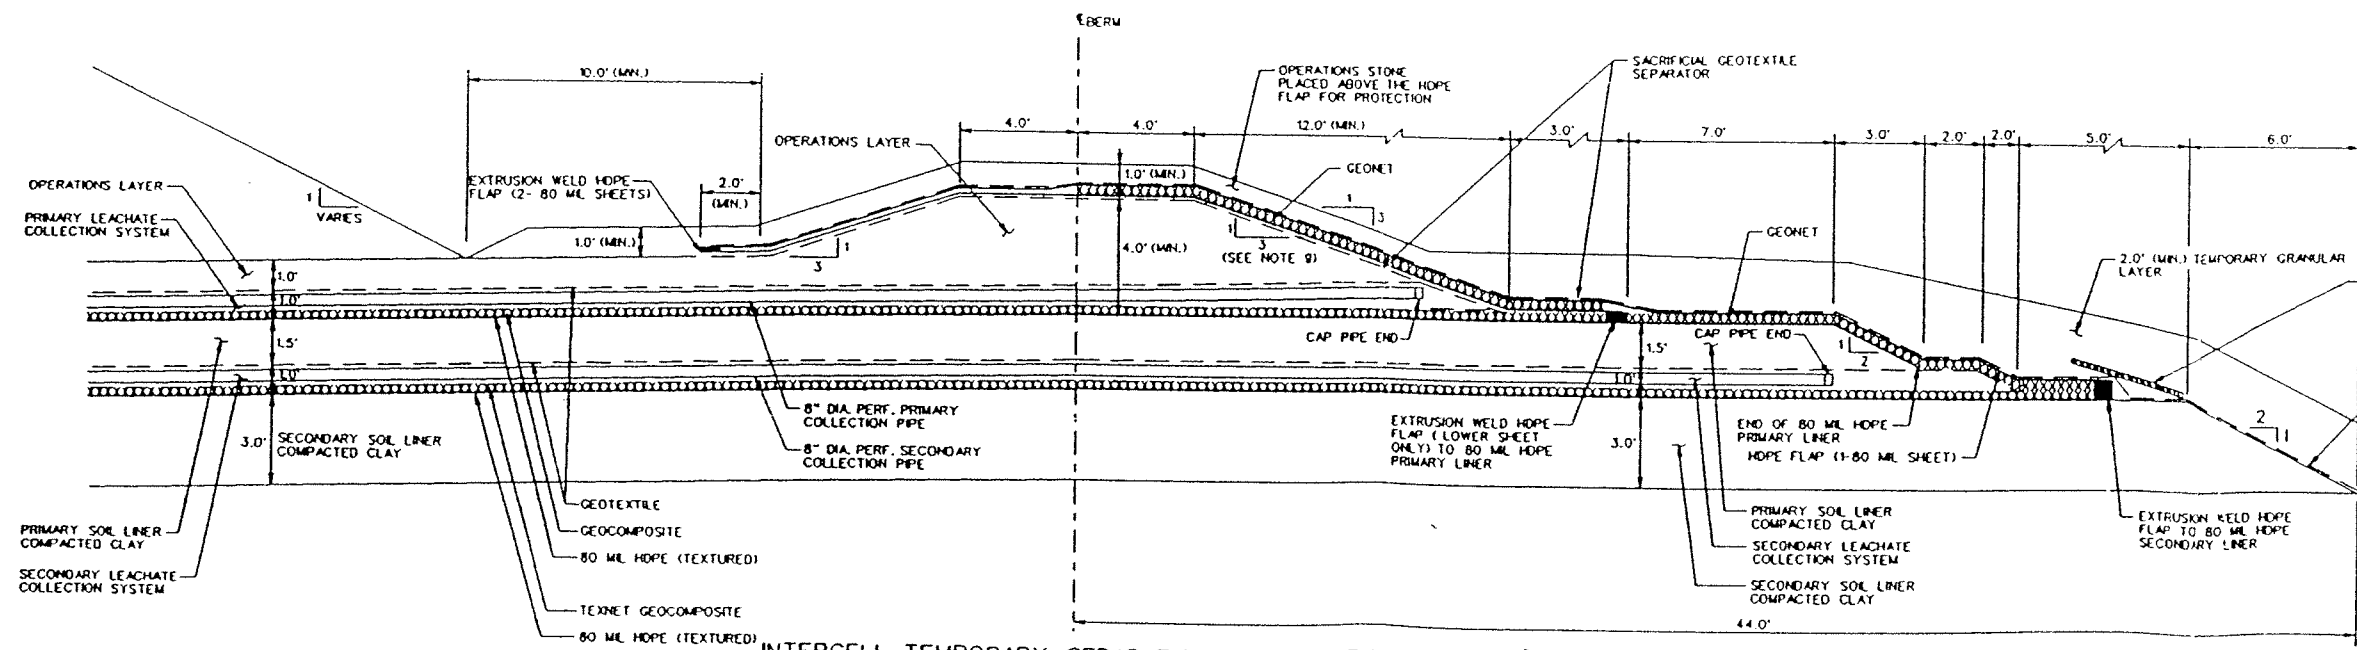 ℄BERM
10.0' (MIN.)
OPERATIONS STONE
PLACED ABOVE THE HDPE
FLAP FOR PROTECTION
SACRIFICIAL GEOTEXTILE
SEPARATOR
4.0'
4.0'
12.0' (MIN.)
3.0'
7.0'
3.0'
2.0'
2.0'
5.0'
6.0'
OPERATIONS LAYER
EXTRUSION WELD HDPE
FLAP (2- 80 MIL SHEETS)
2.0'
(MIN.)
1.0' (MIN.)
GEONET
OPERATIONS LAYER
1
VARIES
PRIMARY LEACHATE
COLLECTION SYSTEM
1.0' (MIN.)
1
3
4.0' (MIN.)
1
3
(SEE NOTE 9)
1
3
GEONET
2.0' (MIN.) TEMPORARY GRANULAR
LAYER
1.0'
1.0'
CAP PIPE END
CAP PIPE END
1.5'
1.5'
1
2
1.0'
1.0'
8" DIA. PERF. PRIMARY
COLLECTION PIPE
8" DIA. PERF. SECONDARY
COLLECTION PIPE
3.0'
SECONDARY SOIL LINER
COMPACTED CLAY
EXTRUSION WELD HDPE
FLAP ( LOWER SHEET
ONLY) TO 80 MIL HDPE
PRIMARY LINER
3.0'
END OF 80 MIL HDPE
PRIMARY LINER
HDPE FLAP (1-80 MIL SHEET)
2
1
GEOTEXTILE
GEOCOMPOSITE
80 MIL HDPE (TEXTURED)
PRIMARY SOIL LINER
COMPACTED CLAY
SECONDARY LEACHATE
COLLECTION SYSTEM
PRIMARY SOIL LINER
COMPACTED CLAY
SECONDARY LEACHATE
COLLECTION SYSTEM
SECONDARY SOIL LINER
COMPACTED CLAY
EXTRUSION WELD HDPE
FLAP TO 80 MIL HDPE
SECONDARY LINER
TEXNET GEOCOMPOSITE
80 MIL HDPE (TEXTURED)
44.0'
INTERCELL TEMPORARY